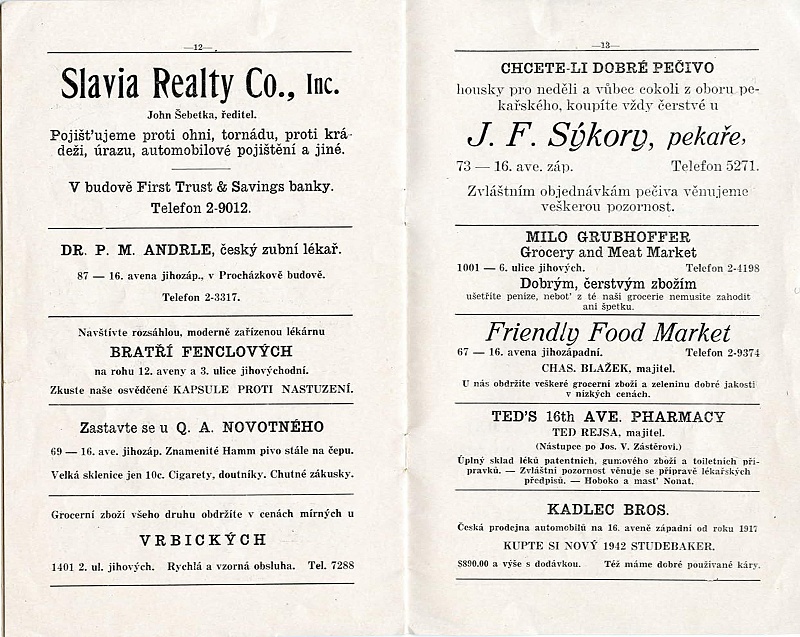 —12—
Slavia Realty Co., Inc.
John Šebetka, ředitel.
Pojišt'ujeme proti ohni, tornádu, proti krá-
deži, úrazu, automobilové pojištění a jiné.
V budově First Trust & Savings banky.
Telefon 2-9012.
DR. P. M. ANDRLE, český zubní lékař.
87 — 16. avena jihozáp., v Procházkově budově.
Telefon 2-3317.
Navštivte rozsáhlou, moderně zařízenou lékárnu
BRATŘÍ FENCLOVÝCH
na rohu 12. aveny a 3. ulice jihovýchodní.
Zkuste naše osvědčené KAPSULE PROTI NASTUZENÍ.
Zastavte se u Q. A. NOVOTNÉHO
69 — 16. ave. jihozáp. Znamenité Hamm pivo stále na čepu.
Velká sklenice jen 10c. Cigarety, doutníky. Chutné zákusky.
Grocerní zboží všeho druhu obdržíte v cenách mírných u
VRBICKÝCH
1401 2. ul. jihových. Rychlá a vzorná obsluha. Tel. 7288
—13—
CHCETE-LI DOBRÉ PEČIVO
housky pro neděli a vůbec cokoli z oboru pe-
kařského, koupíte vždy čerstvé u
J. F. Sýkory, pekaře,
73 — 16. ave. záp. Telefon 5271.
Zvláštním objednávkám pečiva věnujeme
veškerou pozornost.
MILO GRUBHOFFER
Grocery and Meat Market
1001 — 6. ulice jihových. Telefon 2-4198
Dobrým, čerstvým zbožím
ušetříte peníze, nebot' z té naší grocerie nemusíte zahodit
ani špetku.
Friendly Food Market
67 — 16. avena jihozápadní. Telefon 2-9374
CHAS. BLAŽEK, majitel.
U nás obdržíte veškeré grocerní zboží a zeleninu dobré jakosti
v nízkých cenách.
TED'S 16th AVE. PHARMACY
TED REJSA, majitel.
(Nástupce po Jos. V. Zástěrovi.)
Úplný sklad léků patentních, gumového zboží a toiletních pří-
pravků. — Zvláštní pozornost věnuje se přípravě lékařských
předpisů. — Hoboko a mast' Nonat.
KADLEC BROS.
Česká prodejna automobilů na 16. aveně západní od roku 1917
KUPTE SI NOVÝ 1942 STUDEBAKER.
$890.00 a výše s dodávkou. Též máme dobré používané káry.